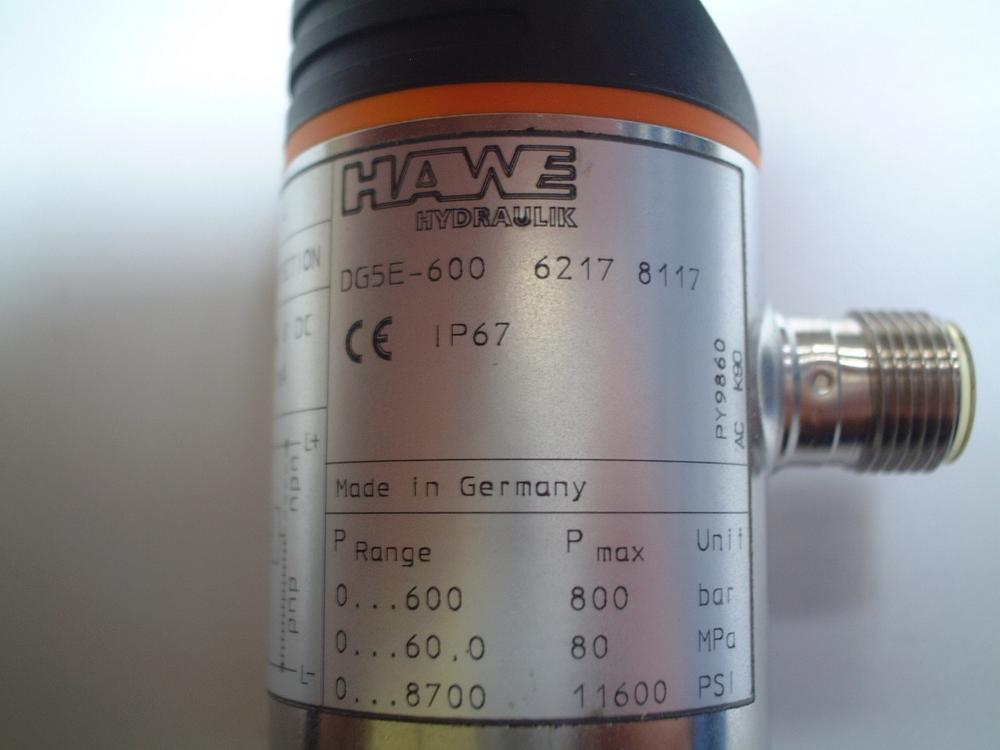 HAWE
HYDRAULIK
DG5E-600 6217 8117
CE IP67
PY9860
AC K90
Made in Germany
P Range P max Unit
0...600 800 bar
0...60.0 80 MPa
0...8700 11600 PSI
DC
L+
npn
pnp
L-